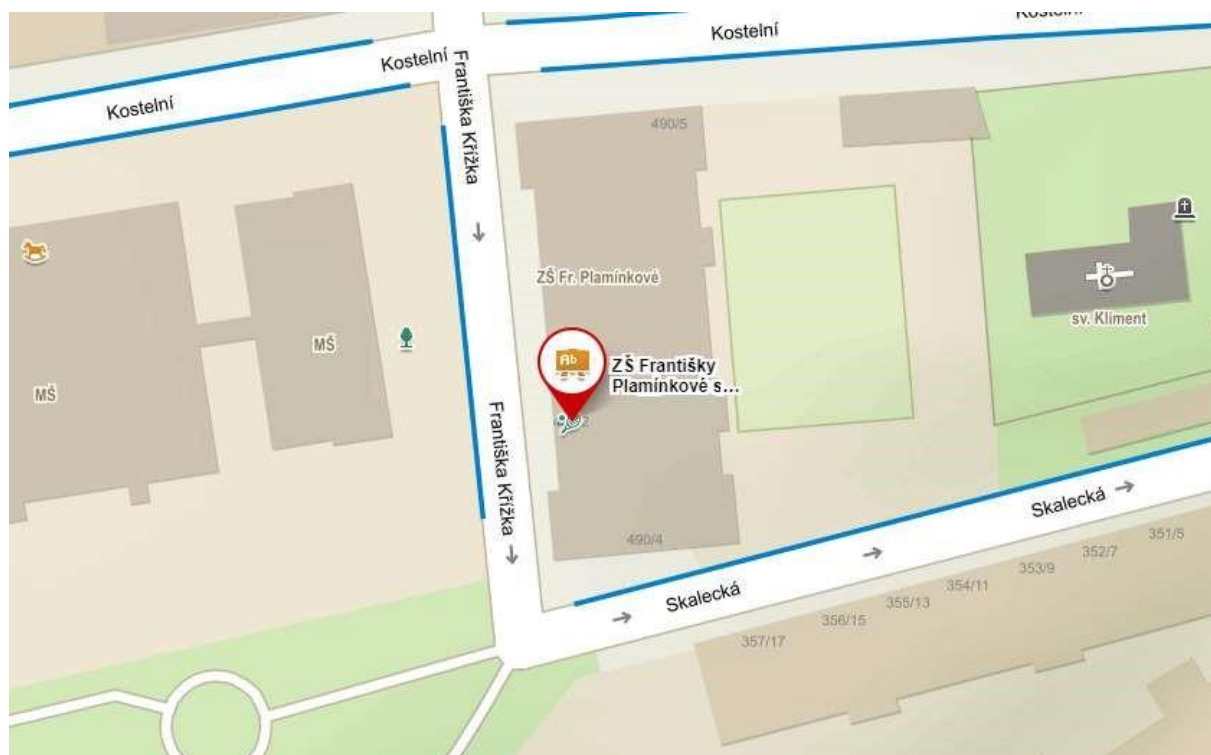 Kostelní
Kostelní
Kostelní
Františka Křížka
490/5
ZŠ Fr. Plamínkové
sv. Kliment
MŠ
MŠ
Ab
ZŠ Františky
Plamínkové s...
Františka Křížka
490/4
Skalecká
Skalecká
351/5
352/7
353/9
354/11
355/13
356/15
357/17